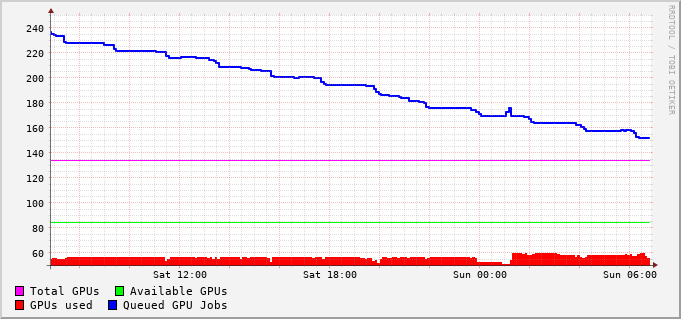 RRDTOOL / TOBI OETIKER
240
220
200
180
160
140
120
100
80
60
Sat 12:00 Sat 18:00 Sun 00:00 Sun 06:00
Total GPUs Available GPUs
GPUs used Queued GPU Jobs